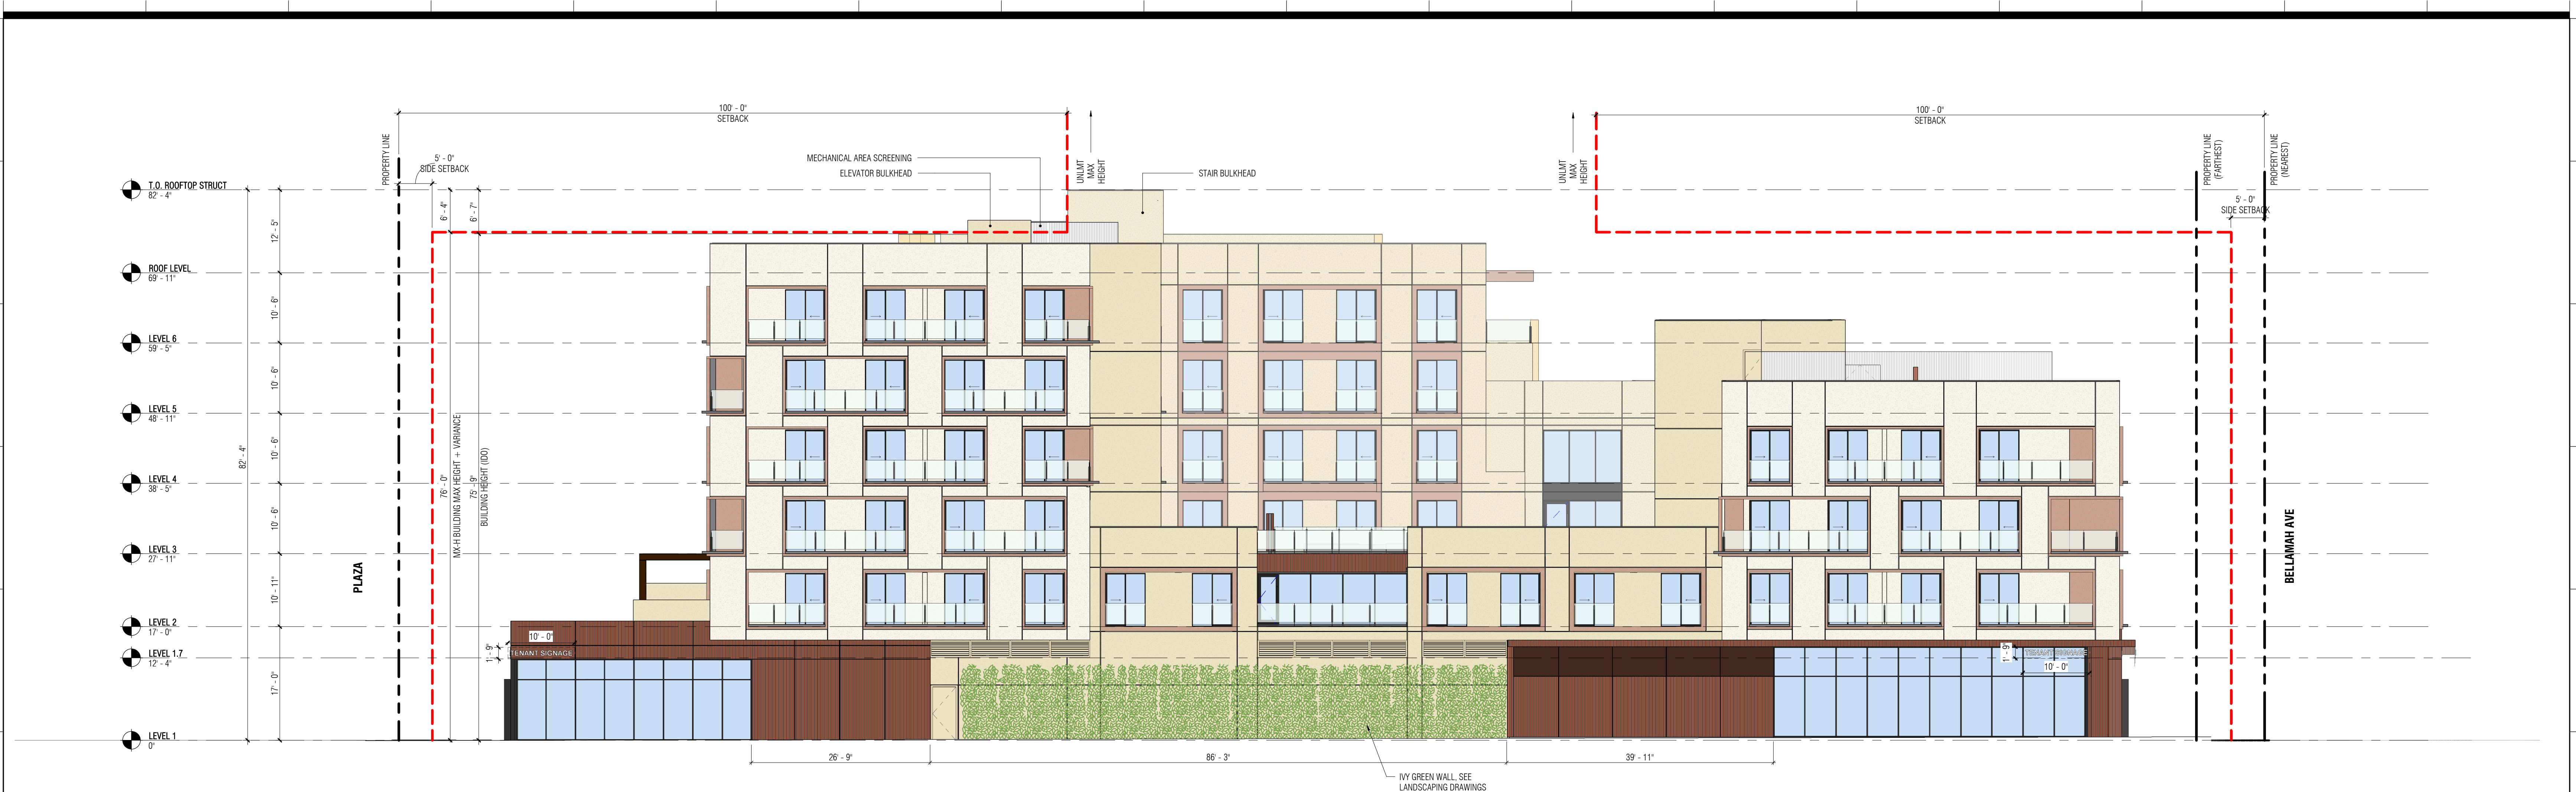 100' - 0"
SETBACK
100' - 0"
SETBACK
PROPERTY LINE
5' - 0"
SIDE SETBACK
MECHANICAL AREA SCREENING
ELEVATOR BULKHEAD
UNLMT
MAX
HEIGHT
STAIR BULKHEAD
UNLMT
MAX
HEIGHT
PROPERTY LINE
(FARTHEST)
PROPERTY LINE
(NEAREST)
5' - 0"
SIDE SETBACK
T.O. ROOFTOP STRUCT
82' - 4"
12' - 5"
6' - 4"
6' - 7"
ROOF LEVEL
69' - 11"
10' - 6"
LEVEL 6
59' - 5"
10' - 6"
LEVEL 5
48' - 11"
10' - 6"
82' - 4"
76' - 0"
MX-H BUILDING MAX HEIGHT + VARIANCE
75' - 9"
BUILDING HEIGHT (IDO)
LEVEL 4
38' - 5"
10' - 6"
LEVEL 3
27' - 11"
10' - 11"
PLAZA
BELLAMAH AVE
LEVEL 2
17' - 0"
10' - 0"
1' - 9"
TENANT SIGNAGE
1' - 9"
TENANT SIGNAGE
10' - 0"
LEVEL 1.7
12' - 4"
17' - 0"
LEVEL 1
0"
26' - 9"
86' - 3"
39' - 11"
IVY GREEN WALL, SEE
LANDSCAPING DRAWINGS